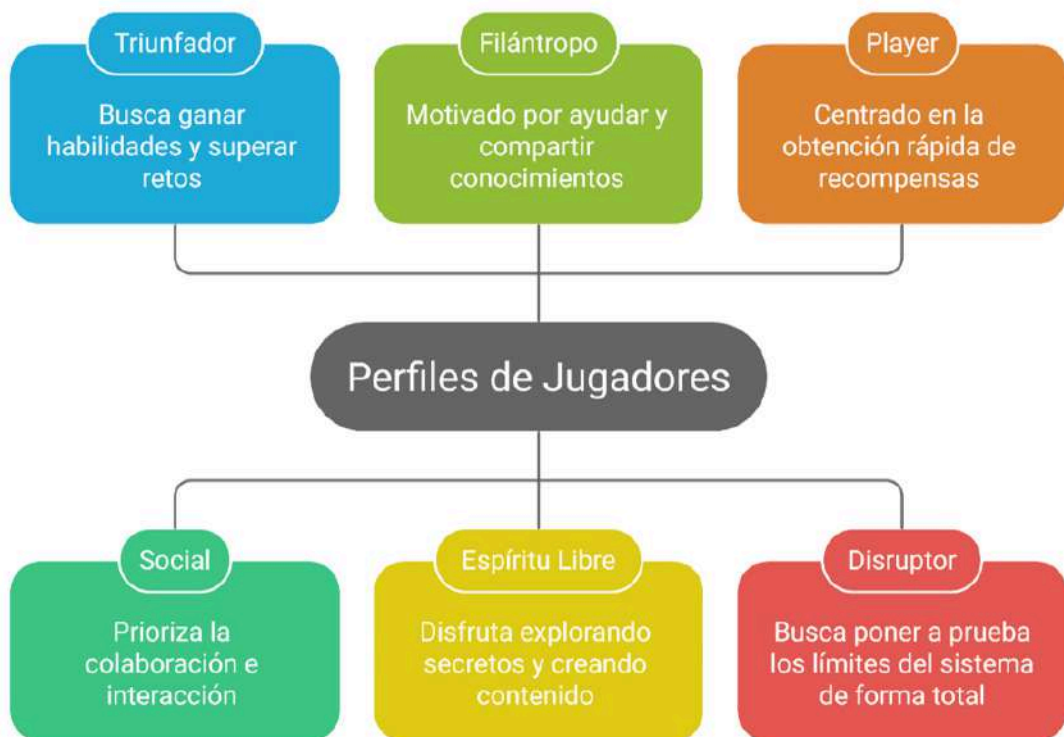 Triunfador
Busca ganar
habilidades y superar
retos
Filántropo
Motivado por ayudar y
compartir
conocimientos
Player
Centrado en la
obtención rápida de
recompensas
Perfiles de Jugadores
Social
Prioriza la
colaboración e
interacción
Espíritu Libre
Disfruta explorando
secretos y creando
contenido
Disruptor
Busca poner a prueba
los límites del sistema
de forma total